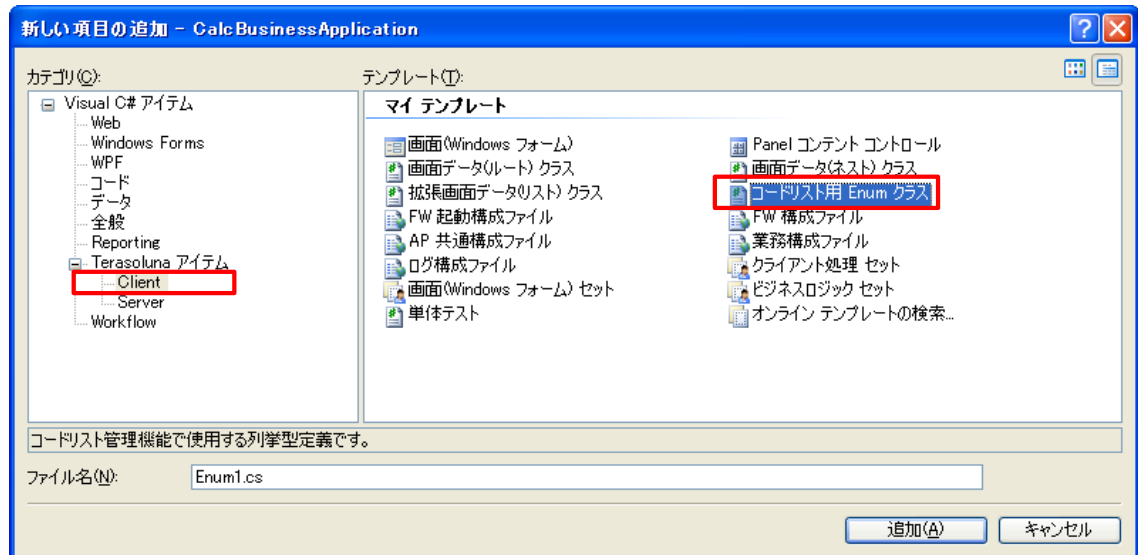 新しい項目の追加 - CalcBusinessApplication
カテゴリ(C):
テンプレート(T):
Visual C# アイテム
Web
Windows Forms
WPF
コード
データ
全般
Reporting
Terasoluna アイテム
Client
Server
Workflow
マイ テンプレート
画面(Windows フォーム)
Panel コンテント コントロール
画面データ(ルート) クラス
画面データ(ネスト) クラス
拡張画面データ(リスト) クラス
コードリスト用 Enum クラス
FW 起動構成ファイル
FW 構成ファイル
AP 共通構成ファイル
業務構成ファイル
ログ構成ファイル
クライアント処理 セット
画面(Windows フォーム) セット
ビジネスロジック セット
単体テスト
オンライン テンプレートの検索...
コードリスト管理機能で使用する列挙型定義です。
ファイル名(N):
Enum1.cs
追加(A)
キャンセル